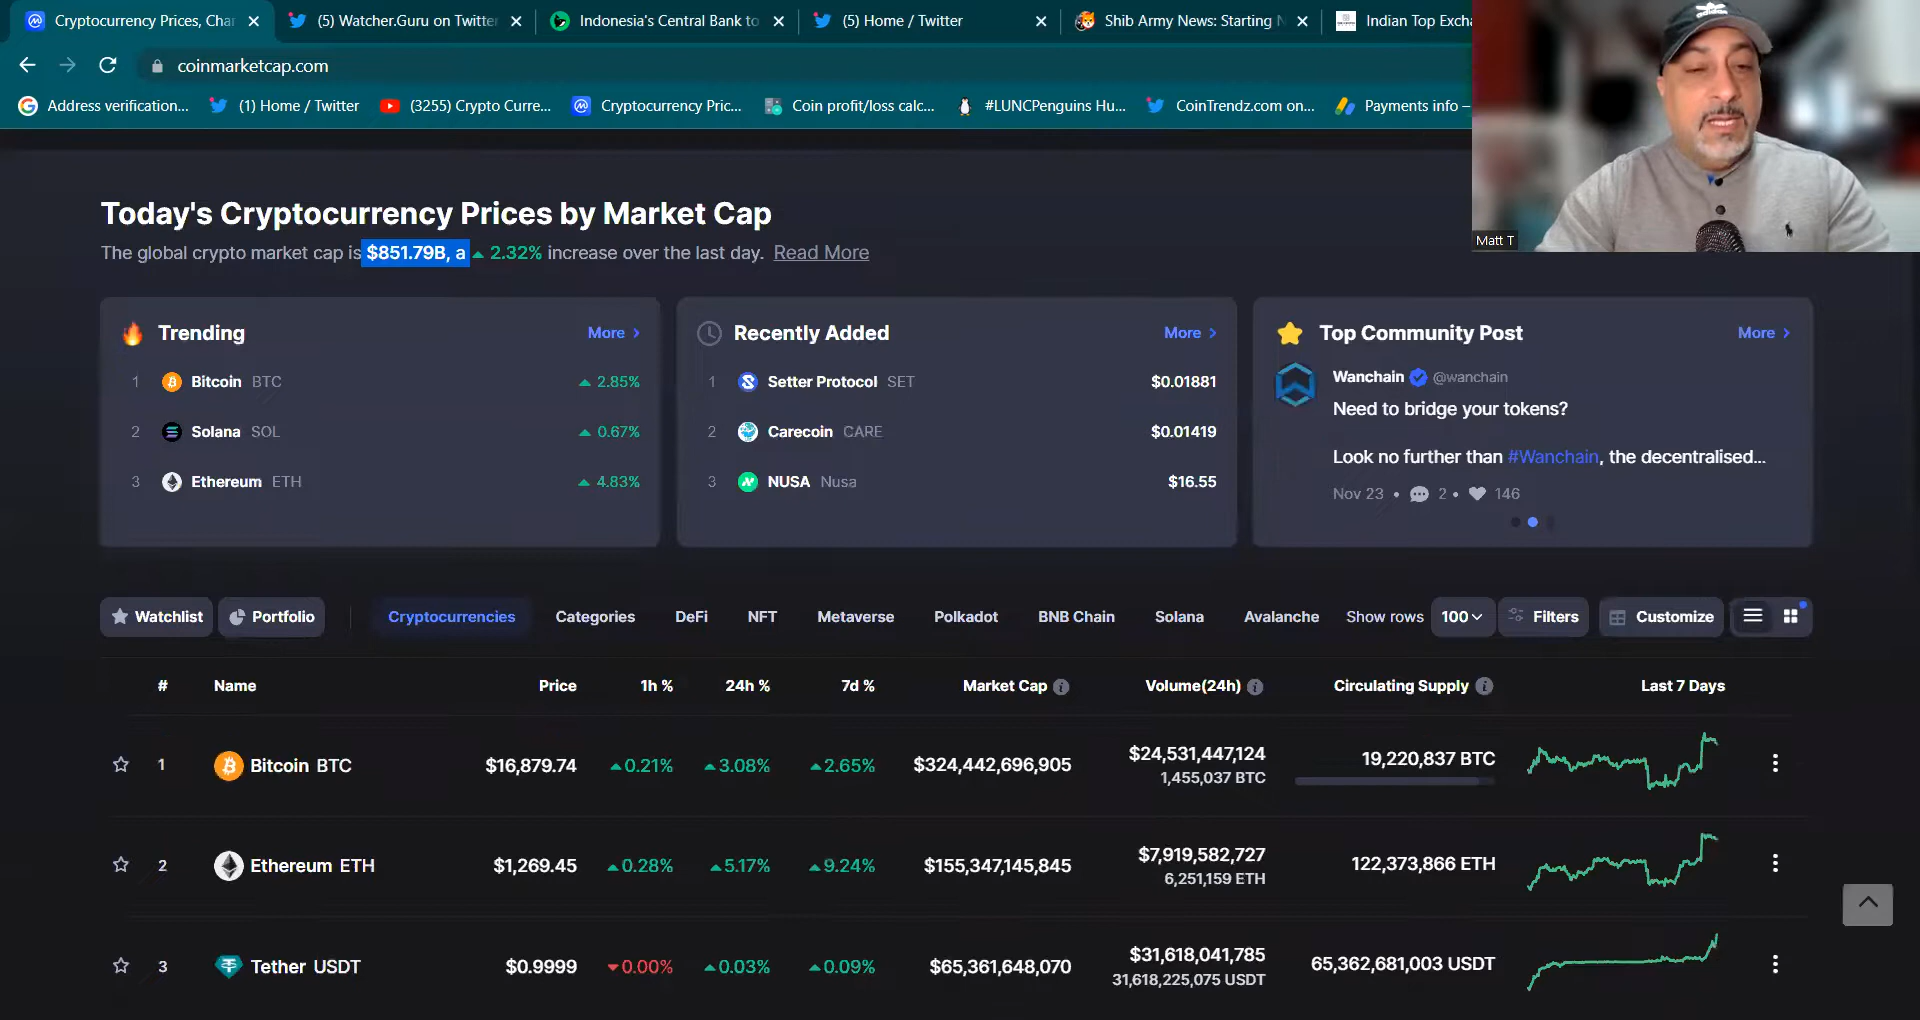 Cryptocurrency Prices, Char
(5) Watcher.Guru on Twitter
Indonesia's Central Bank to
(5) Home / Twitter
Shib Army News: Starting N
Indian Top Excha
coinmarketcap.com
Address verification...
(1) Home / Twitter
(3255) Crypto Curre...
Cryptocurrency Pric...
Coin profit/loss calc...
#LUNCPenguins Hu...
CoinTrendz.com on...
Payments info –
adidas
Matt T
Today's Cryptocurrency Prices by Market Cap
The global crypto market cap is $851.79B, a 2.32% increase over the last day. Read More
Trending
More
1 Bitcoin BTC 2.85%
2 Solana SOL 0.67%
3 Ethereum ETH 4.83%
Recently Added
More
1 Setter Protocol SET $0.01881
2 Carecoin CARE $0.01419
3 NUSA Nusa $16.55
Top Community Post
More
Wanchain @wanchain
Need to bridge your tokens?
Look no further than #Wanchain, the decentralised...
Nov 23 • 2 • 146
Watchlist Portfolio Cryptocurrencies Categories DeFi NFT Metaverse Polkadot BNB Chain Solana Avalanche Show rows 100 Filters Customize
# Name Price 1h % 24h % 7d % Market Cap Volume(24h) Circulating Supply Last 7 Days
1 Bitcoin BTC $16,879.74 0.21% 3.08% 2.65% $324,442,696,905 $24,531,447,124 19,220,837 BTC
1,455,037 BTC
2 Ethereum ETH $1,269.45 0.28% 5.17% 9.24% $155,347,145,845 $7,919,582,727 122,373,866 ETH
6,251,159 ETH
3 Tether USDT $0.9999 0.00% 0.03% 0.09% $65,361,648,070 $31,618,041,785 65,362,681,003 USDT
31,618,225,075 USDT